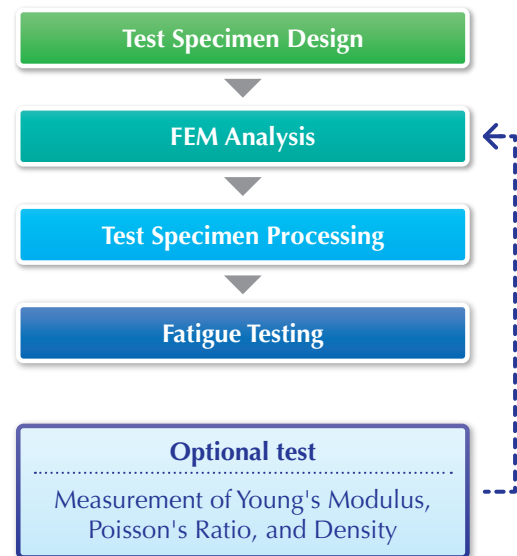 Test Specimen Design
FEM Analysis
Test Specimen Processing
Fatigue Testing
Optional test
Measurement of Young's Modulus,
Poisson's Ratio, and Density